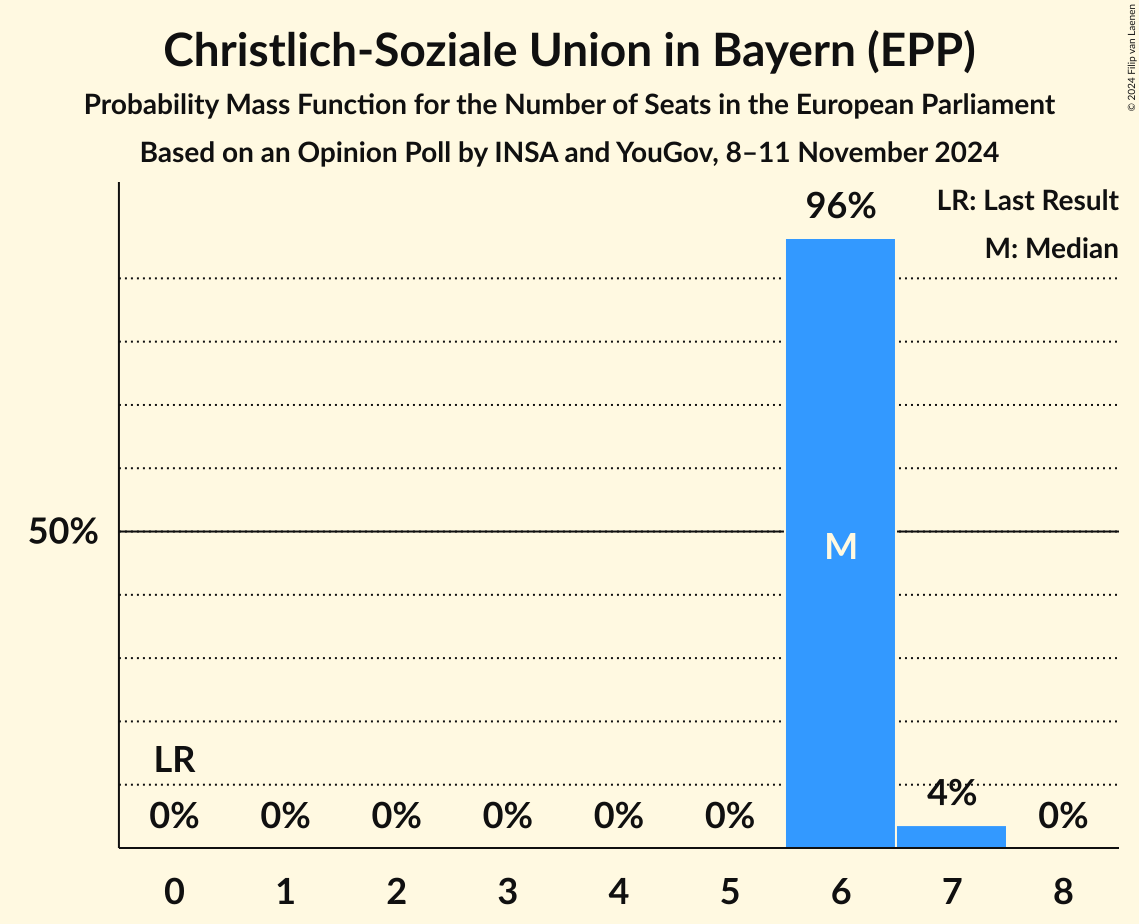 Christlich-Soziale Union in Bayern (EPP)
Probability Mass Function for the Number of Seats in the European Parliament
Based on an Opinion Poll by INSA and YouGov, 8–11 November 2024
© 2024 Filip van Laenen
LR: Last Result
M: Median
96%
50%
M
LR
4%
0% 0% 0% 0% 0% 0% 0%
0 1 2 3 4 5 6 7 8